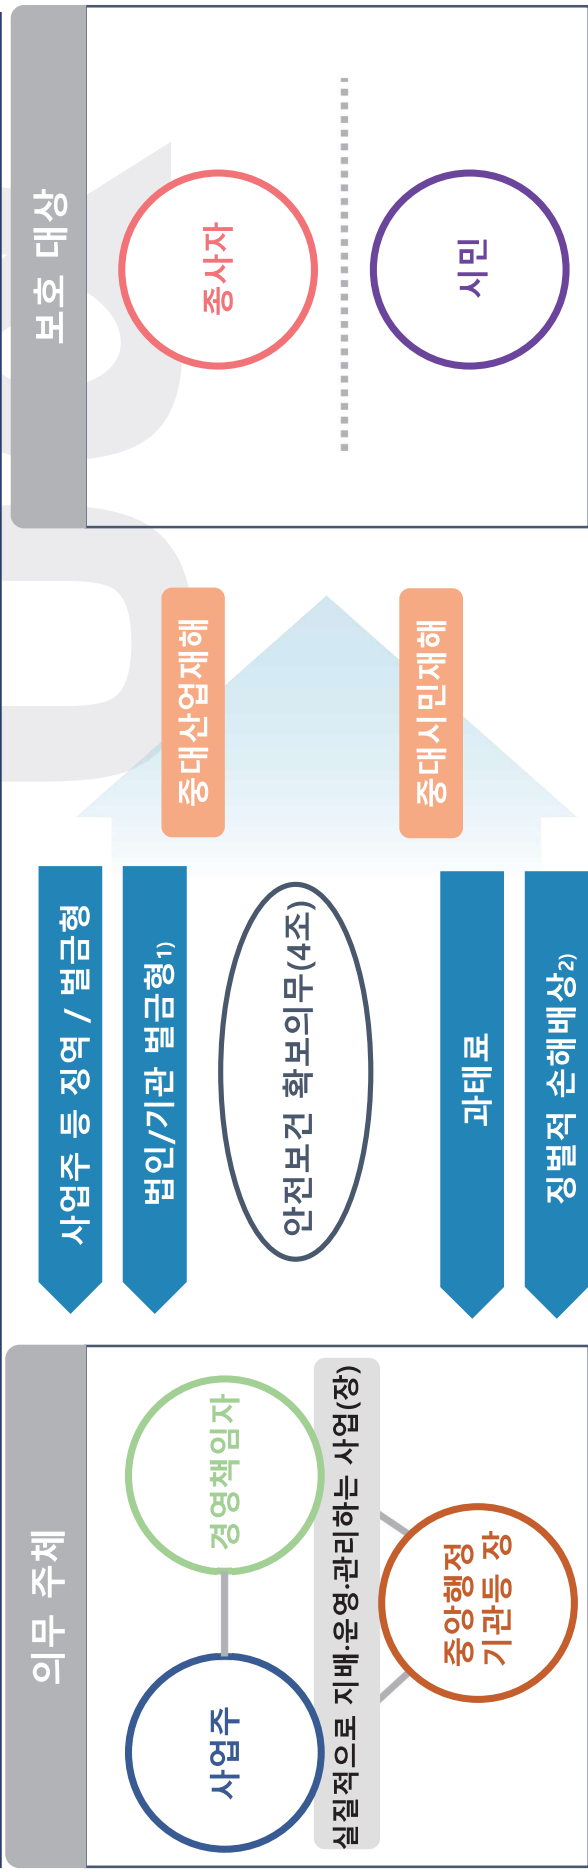 의무 주체
사업주
경영책임자
실질적으로 지배·운영·관리하는 사업(장)
중앙행정
기관등 장
사업주 등 징역 / 벌금형
법인/기관 벌금형1)
안전보건 확보의무(4조)
과태료
징벌적 손해배상2)
중대산업재해
중대시민재해
보호 대상
종사자
시민